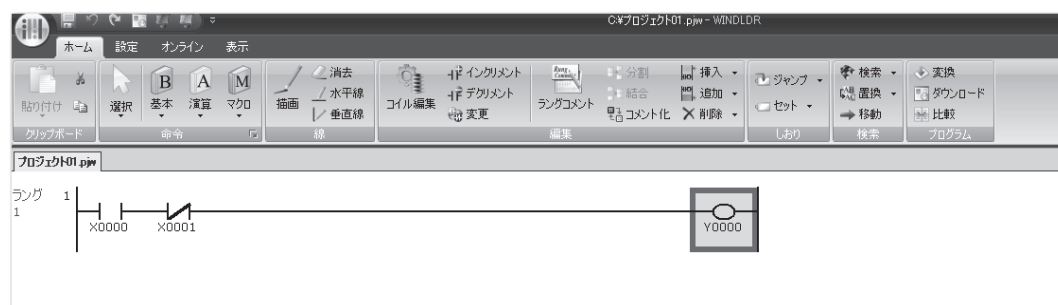 C:¥プロジェクト01.pjw - WINDLDR
ホーム 設定 オンライン 表示
消去 インクリメント 分割 挿入 ジャンプ 検索 変換
貼り付け 選択 B 基本 A 演算 M マクロ 描画 水平線 コイル編集 デクリメント ラングコメント 結合 追加 セット 置換 ダウンロード
垂直線 変更 コメント化 削除 移動 比較
クリップボード 命令 線 編集 しおり 検索 プログラム
プロジェクト01.pjw
ラング 1
1
X0000 X0001 Y0000